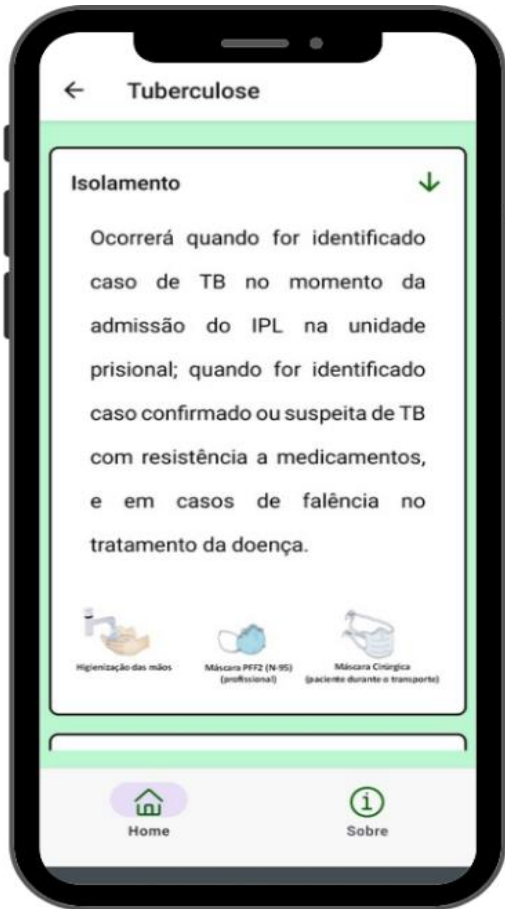 Tuberculose
Isolamento
Ocorrerá quando for identificado
caso de TB no momento da
admissão do IPL na unidade
prisional; quando for identificado
caso confirmado ou suspeita de TB
com resistência a medicamentos,
e em casos de falência no
tratamento da doença.
Higienização das mãos
Máscara PFF2 (N-95)
(profissional)
Máscara Cirúrgica
(paciente durante o transporte)
Home
Sobre